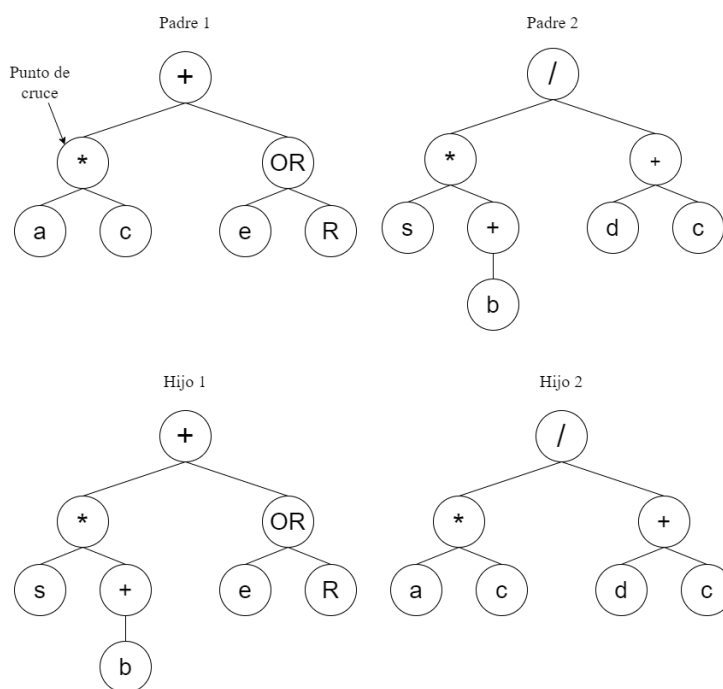 Padre 1
Padre 2
Punto de
cruce
+
/
*
OR
*
+
a
c
e
R
s
+
d
c
b
Hijo 1
Hijo 2
+
/
*
OR
*
+
s
+
e
R
a
c
d
c
b